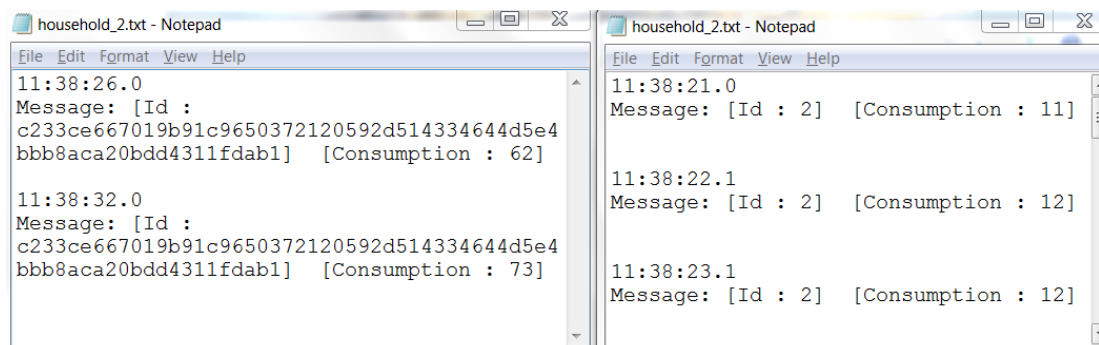 household_2.txt - Notepad
File Edit Format View Help
11:38:26.0
Message: [Id :
c233ce667019b91c9650372120592d514334644d5e4
bbb8aca20bdd4311fdab1] [Consumption : 62]
11:38:32.0
Message: [Id :
c233ce667019b91c9650372120592d514334644d5e4
bbb8aca20bdd4311fdab1] [Consumption : 73]
household_2.txt - Notepad
File Edit Format View Help
11:38:21.0
Message: [Id : 2] [Consumption : 11]
11:38:22.1
Message: [Id : 2] [Consumption : 12]
11:38:23.1
Message: [Id : 2] [Consumption : 12]